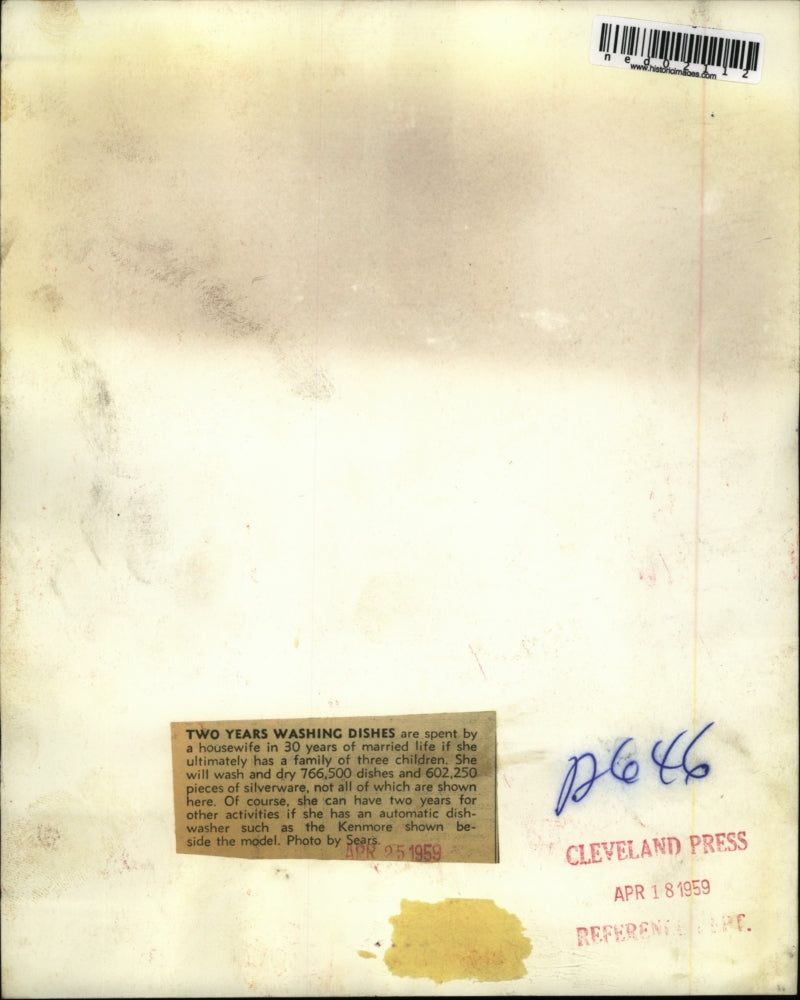 ned02112
www.historicimages.com
TWO YEARS WASHING DISHES are spent by
a housewife in 30 years of married life if she
ultimately has a family of three children. She
will wash and dry 766,500 dishes and 602,250
pieces of silverware, not all of which are shown
here. Of course, she can have two years for
other activities if she has an automatic dish-
washer such as the Kenmore shown be-
side the model. Photo by Sears.
APR 25 1959
CLEVELAND PRESS
APR 18 1959
REFERENCE DEPT.